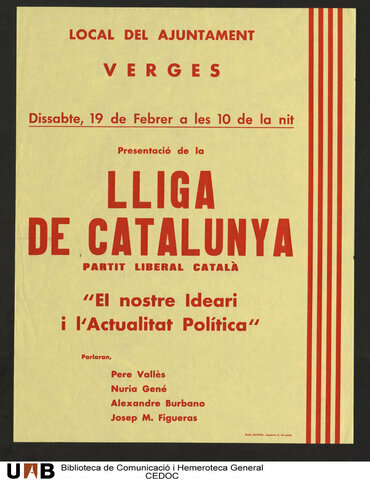 LOCAL DEL AJUNTAMENT
VERGES
Dissabte, 19 de Febrer a les 10 de la nit
Presentació de la
LLIGA
DE CATALUNYA
PARTIT LIBERAL CATALÀ
"El nostre Ideari
i l'Actualitat Política"
Parlaran,
Pere Vallès
Nuria Gené
Alexandre Burbano
Josep M. Figueras
UAB Biblioteca de Comunicació i Hemeroteca General
CEDOC